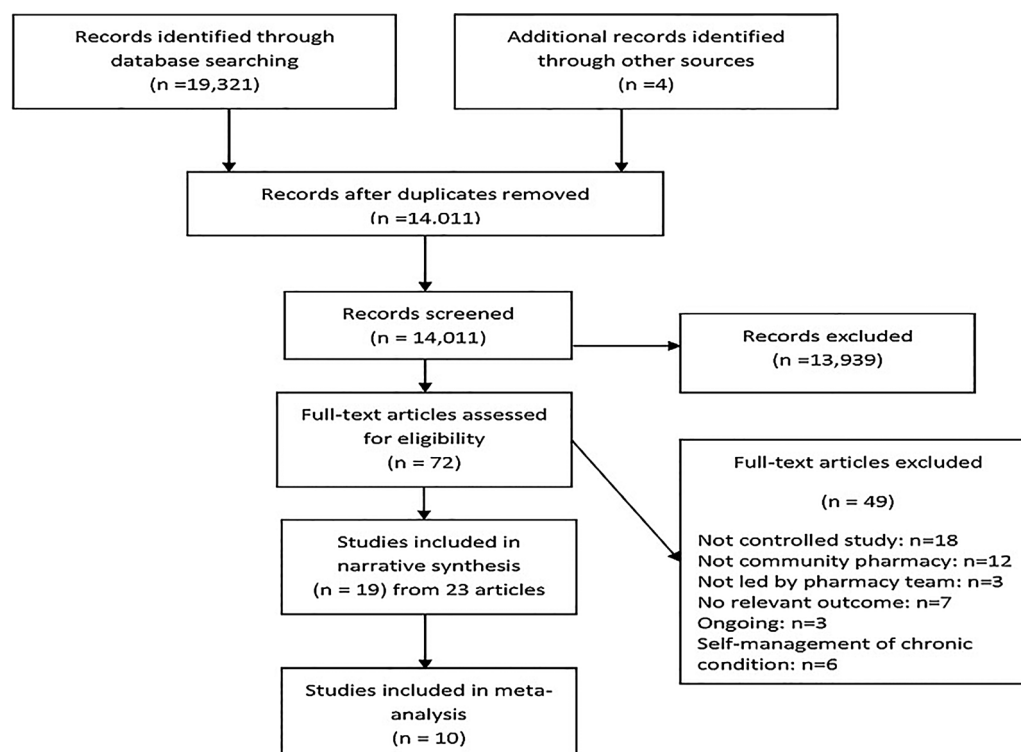 Records identified through
database searching
(n =19,321)
Additional records identified
through other sources
(n =4)
Records after duplicates removed
(n =14,011)
Records screened
(n = 14,011)
Records excluded
(n =13,939)
Full-text articles assessed
for eligibility
(n = 72)
Full-text articles excluded
(n = 49)
Not controlled study: n=18
Not community pharmacy: n=12
Not led by pharmacy team: n=3
No relevant outcome: n=7
Ongoing: n=3
Self-management of chronic
condition: n=6
Studies included in
narrative synthesis
(n = 19) from 23 articles
Studies included in meta-
analysis
(n = 10)